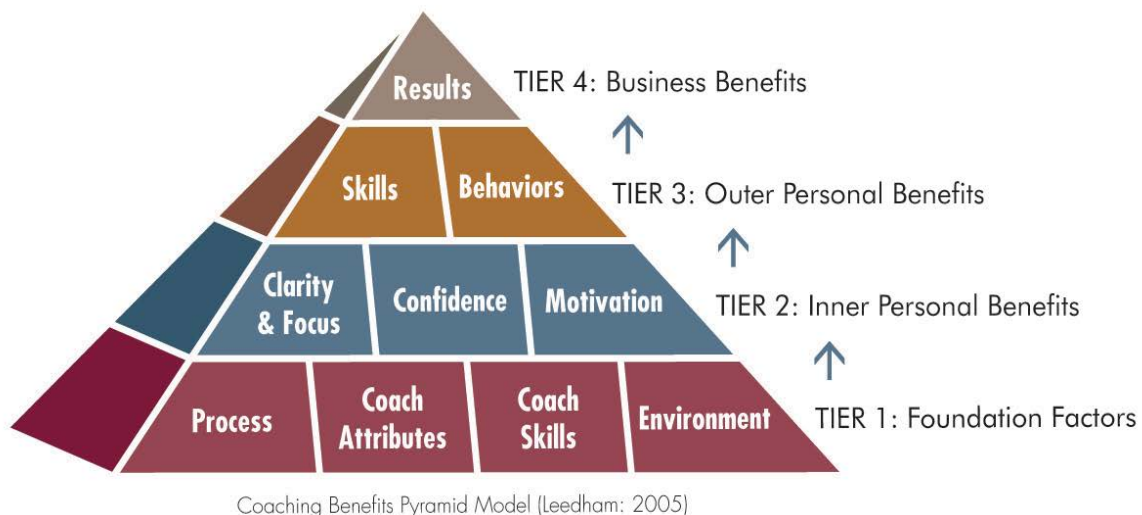 Results
TIER 4: Business Benefits
Skills
Behaviors
TIER 3: Outer Personal Benefits
Clarity
& Focus
Confidence
Motivation
TIER 2: Inner Personal Benefits
Process
Coach
Attributes
Coach
Skills
Environment
TIER 1: Foundation Factors
Coaching Benefits Pyramid Model (Leedham: 2005)